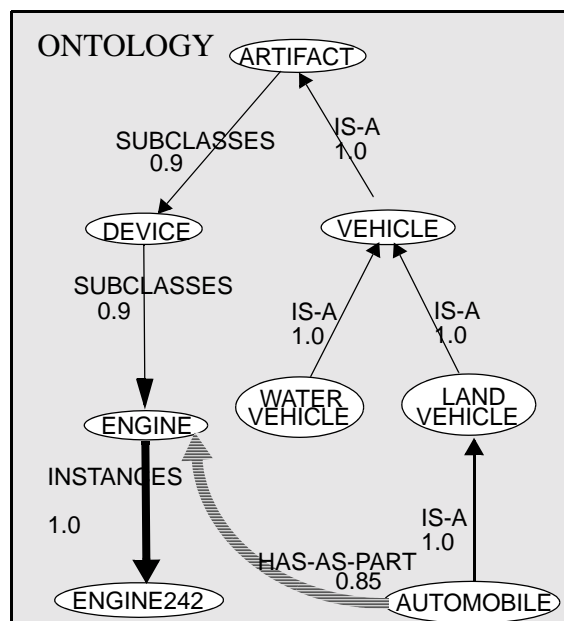 ONTOLOGY
ARTIFACT
SUBCLASSES
0.9
IS-A
1.0
DEVICE
VEHICLE
SUBCLASSES
0.9
IS-A
1.0
IS-A
1.0
WATER
VEHICLE
LAND
VEHICLE
ENGINE
INSTANCES
1.0
IS-A
1.0
HAS-AS-PART
0.85
ENGINE242
AUTOMOBILE